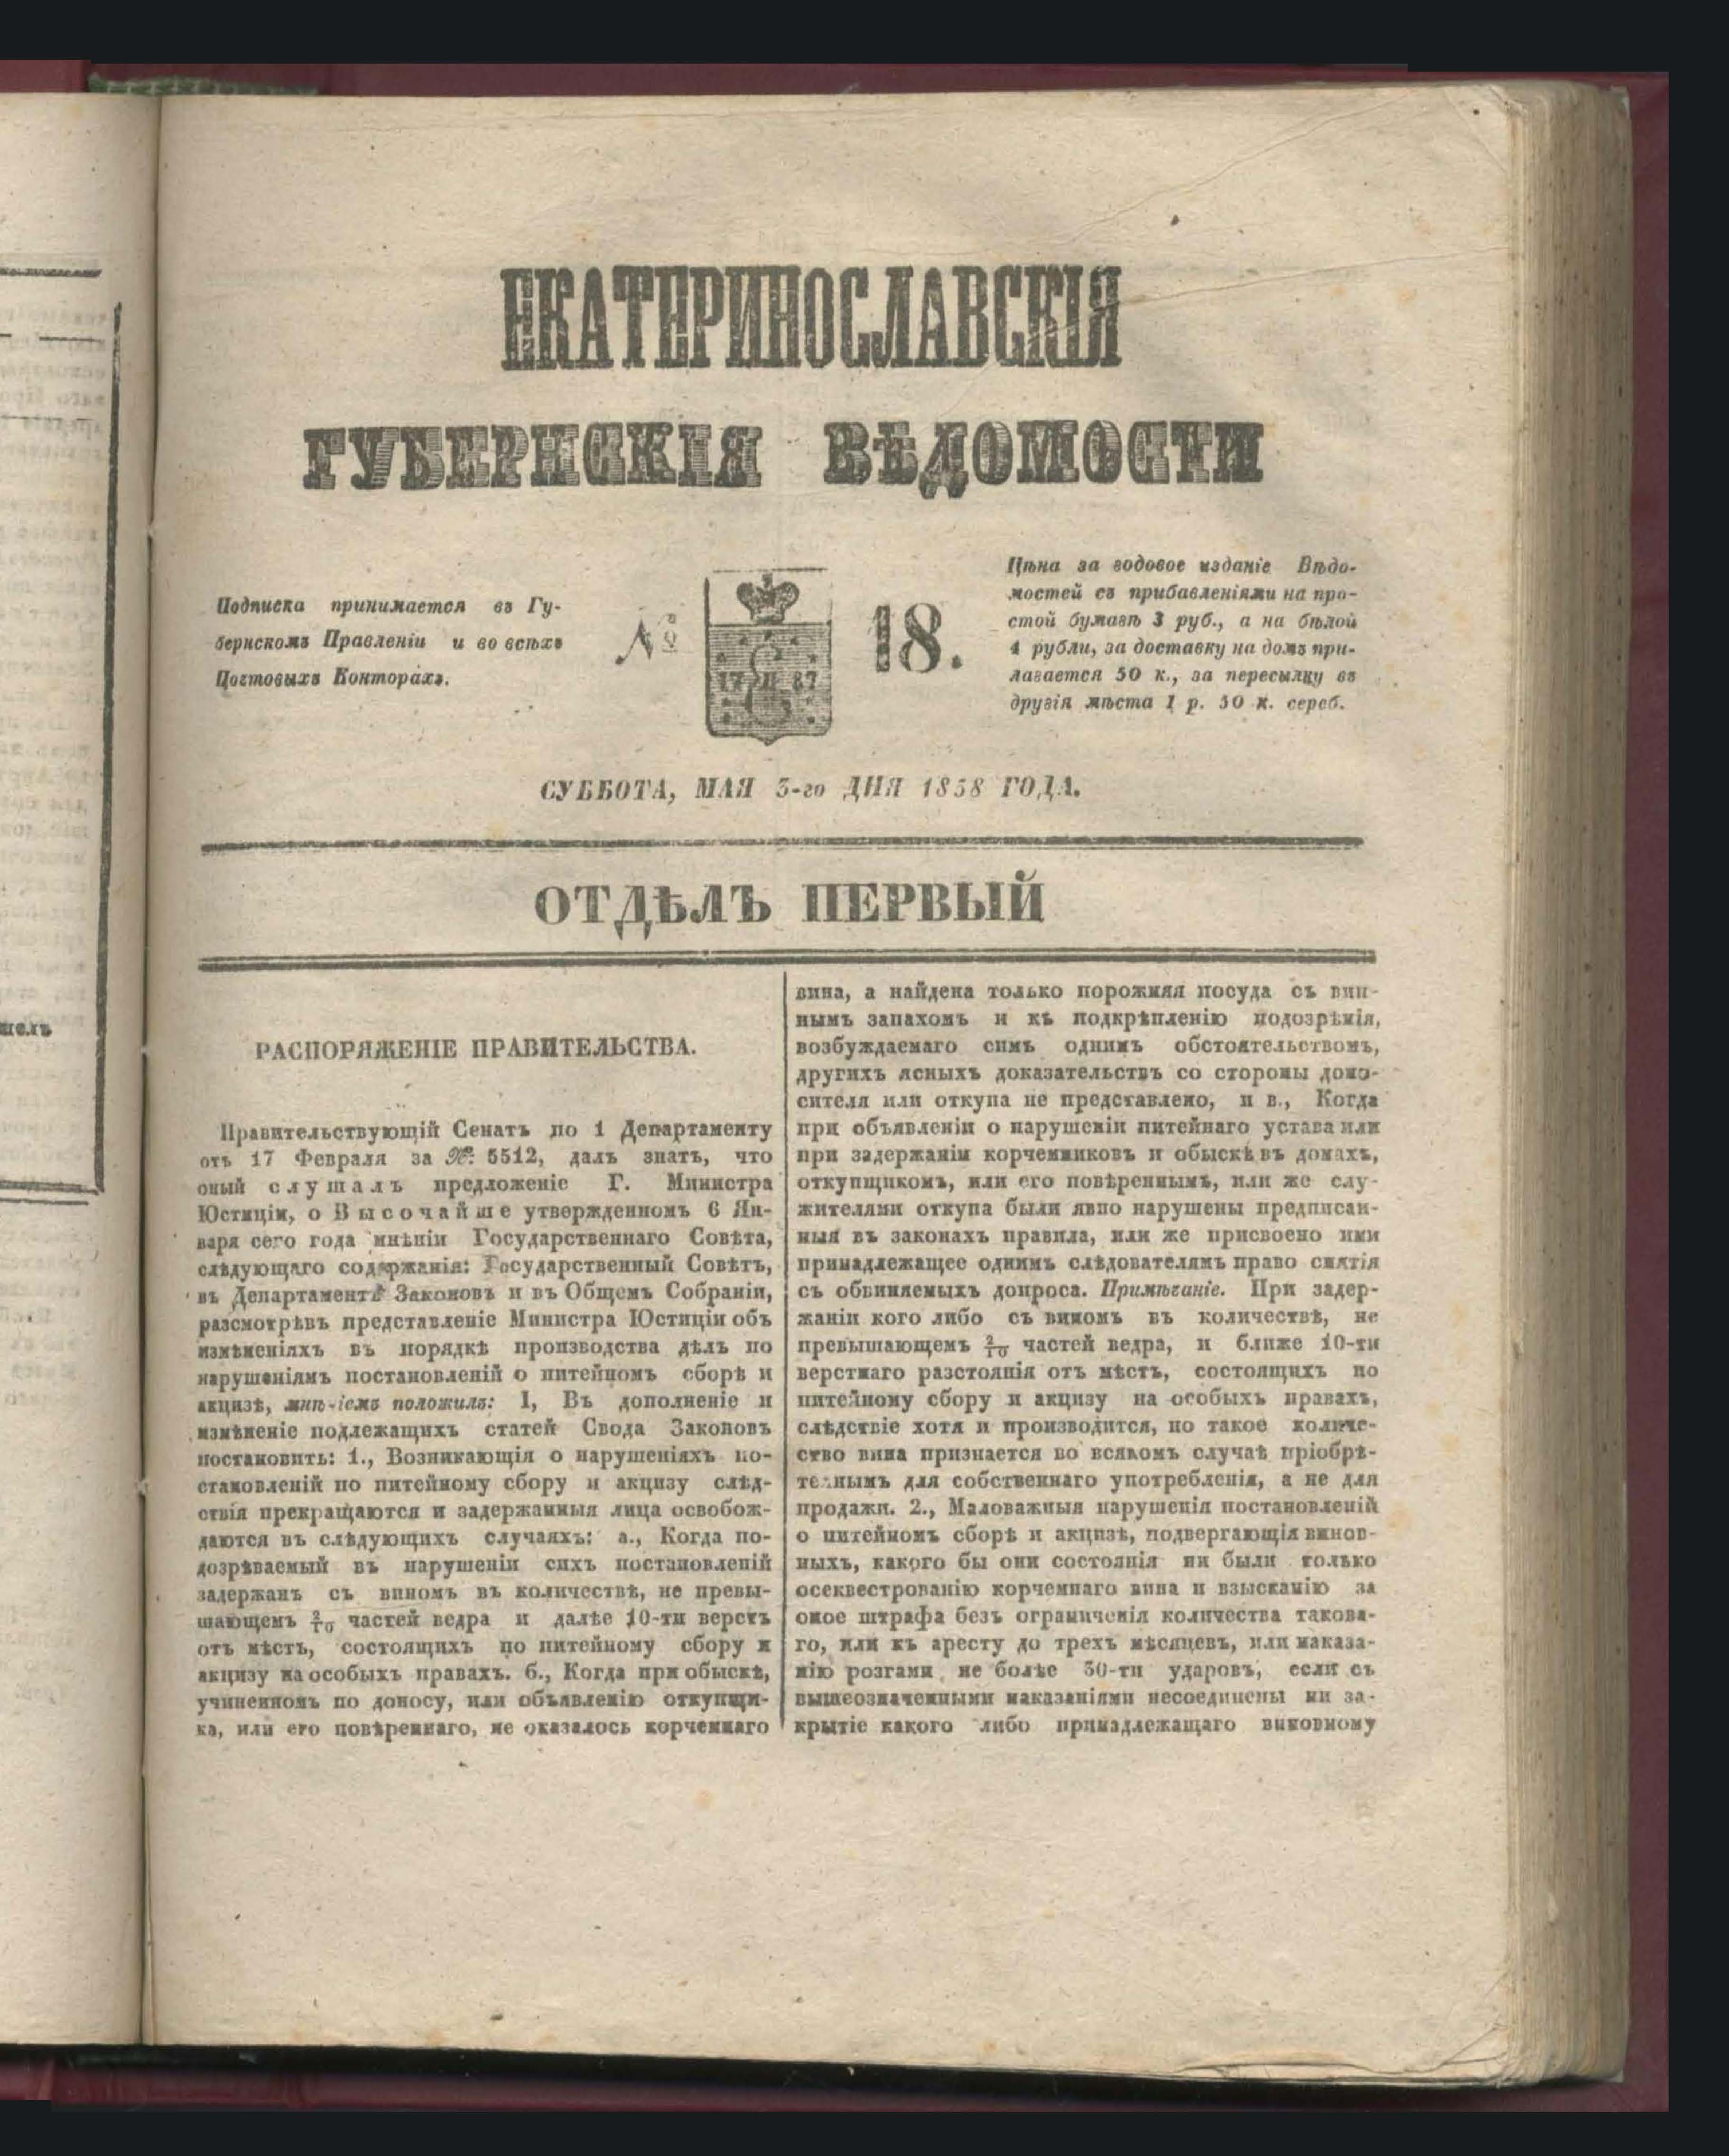 ЕКАТЕРИНОСЛАВСКІЯ
ГУБЕРНСКІЯ ВѢДОМОСТИ
Подписка принимается въ Гу-
бернскомъ Правленіи и во всѣхъ
Почтовыхъ Конторахъ.
№ 18.
17 87
Цѣна за годовое изданіе Вѣдо-
мостей съ прибавленіями на про-
стой бумагѣ 3 руб., а на бѣлой
4 рубли, за доставку на домъ при-
лагается 50 к., за пересылку въ
другія мѣста 1 р. 50 к. сереб.
СУББОТА, МАЯ 3-го ДНЯ 1858 ГОДА.
ОТДѢЛЪ ПЕРВЫЙ
РАСПОРЯЖЕНІЕ ПРАВИТЕЛЬСТВА.
Правительствующій Сенатъ по 1 Департаменту
отъ 17 Февраля за №. 5512, далъ знать, что
оный слушалъ предложеніе Г. Министра
Юстиціи, о Высочайше утвержденномъ 6 Ян-
варя сего года мнѣніи Государственнаго Совѣта,
слѣдующаго содержанія: Государственный Совѣтъ,
въ Департаментѣ Законовъ и въ Общемъ Собраніи,
разсмотрѣвъ представленіе Министра Юстиціи объ
измѣненіяхъ въ порядкѣ производства дѣлъ по
нарушеніямъ постановленій о питейномъ сборѣ и
акцизѣ, мнѣніемъ положилъ: I, Въ дополненіе и
измѣненіе подлежащихъ статей Свода Законовъ
постановить: 1., Возникающія о нарушеніяхъ по-
становленій по питейному сбору и акцизу слѣд-
ствія прекращаются и задержанныя лица освобож-
даются въ слѣдующихъ случаяхъ: а., Когда по-
дозрѣваемый въ нарушеніи сихъ постановленій
задержанъ съ виномъ въ количествѣ, не превы-
шающемъ 2/10 частей ведра и далѣе 10-ти верстъ
отъ мѣстъ, состоящихъ по питейному сбору и
акцизу на особыхъ правахъ. б., Когда при обыскѣ,
учиненномъ по доносу, или объявленію откупщи-
ка, или его повѣреннаго, не оказалось корчемнаго
вина, а найдена только порожняя посуда съ вин-
нымъ запахомъ и къ подкрѣпленію подозрѣнія,
возбуждаемаго симъ однимъ обстоятельствомъ,
другихъ ясныхъ доказательствъ со стороны доно-
сителя или откупа не представлено, и в., Когда
при объявленіи о нарушеніи питейнаго устава или
при задержаніи корчемниковъ и обыскѣ въ домахъ,
откупщикомъ, или его повѣреннымъ, или же слу-
жителями откупа были явно нарушены предписан-
ныя въ законахъ правила, или же присвоено ими
принадлежащее однимъ слѣдователямъ право снятія
съ обвиняемыхъ допроса. Примѣчаніе. При задер-
жаніи кого либо съ виномъ въ количествѣ, не
превышающемъ 2/10 частей ведра, и ближе 10-ти
верстнаго разстоянія отъ мѣстъ, состоящихъ по
питейному сбору и акцизу на особыхъ правахъ,
слѣдствіе хотя и производится, но такое количе-
ство вина признается во всякомъ случаѣ пріобрѣ-
теннымъ для собственнаго употребленія, а не для
продажи. 2., Маловажныя нарушенія постановленій
о питейномъ сборѣ и акцизѣ, подвергающія винов-
ныхъ, какого бы они состоянія ни были только
осеквестрованію корчемнаго вина и взысканію за
оное штрафа безъ ограниченія количества таково-
го, или къ аресту до трехъ мѣсяцевъ, или наказа-
нію розгами не болѣе 30-ти ударовъ, если съ
вышеозначенными наказаніями несоединены ни за-
крытіе какого либо принадлежащаго виновному